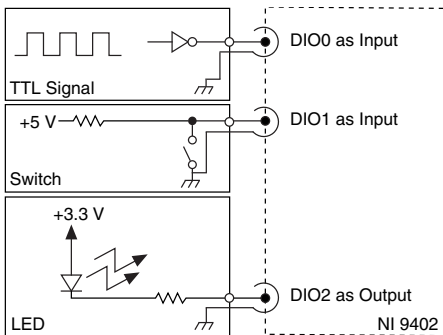 DIO0 as Input
TTL Signal
+5 V
DIO1 as Input
Switch
+3.3 V
DIO2 as Output
LED
NI 9402